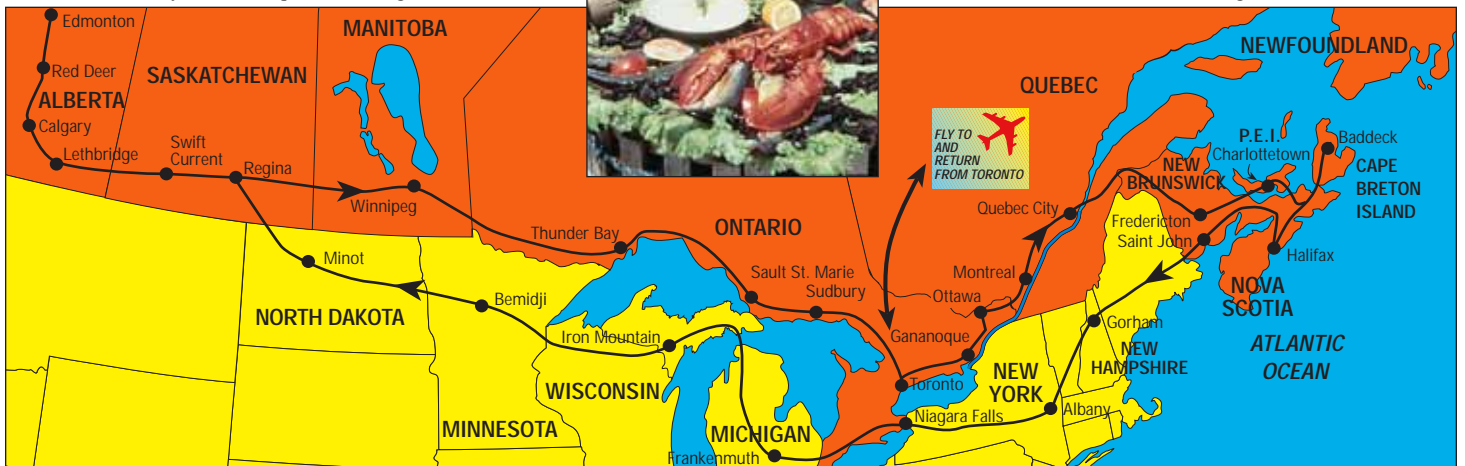 Edmonton
Red Deer
ALBERTA
Calgary
Lethbridge
SASKATCHEWAN
Swift
Current
Regina
MANITOBA
Winnipeg
Thunder Bay
ONTARIO
Sault St. Marie
Sudbury
Toronto
Gananoque
Ottawa
Montreal
Quebec City
QUEBEC
FLY TO
AND
RETURN
FROM TORONTO
NEWFOUNDLAND
P.E.I.
Charlottetown
Baddeck
CAPE
BRETON
ISLAND
NEW
BRUNSWICK
Fredericton
Saint John
Halifax
NOVA
SCOTIA
ATLANTIC
OCEAN
Gorham
NEW
HAMPSHIRE
NEW
YORK
Albany
Niagara Falls
MICHIGAN
Frankenmuth
WISCONSIN
Iron Mountain
MINNESOTA
Bemidji
NORTH DAKOTA
Minot